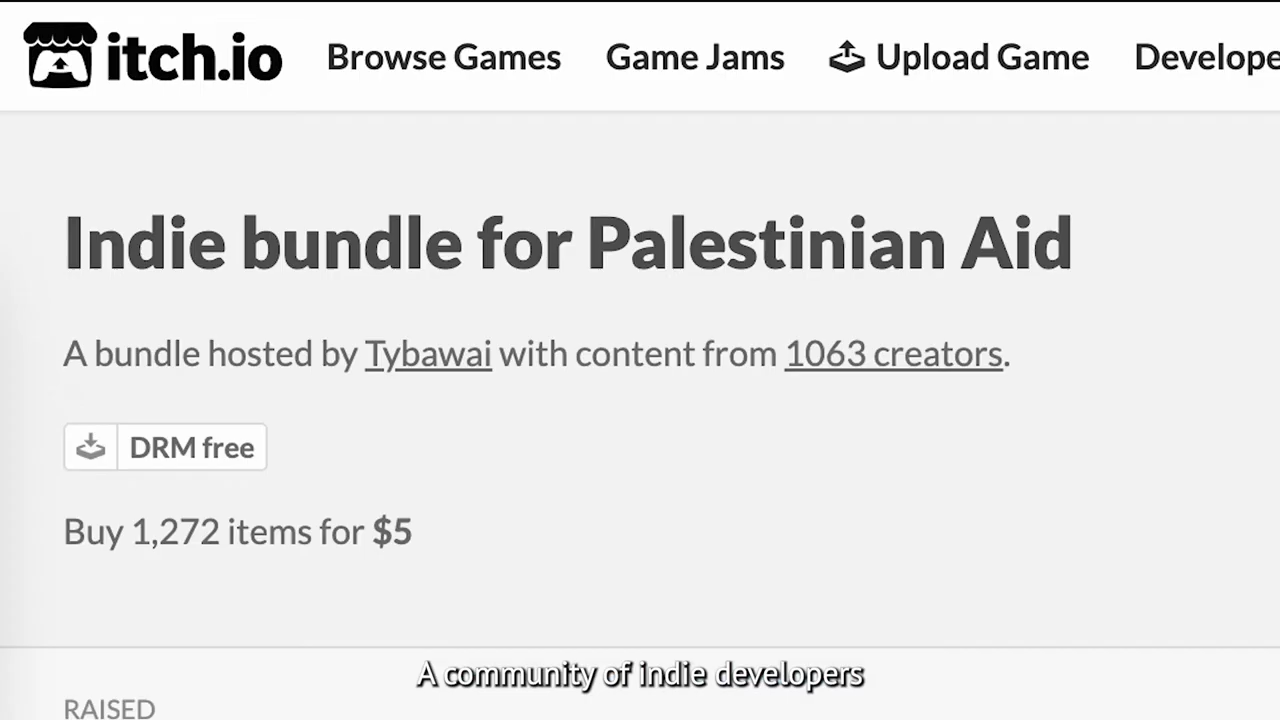 itch.io Browse Games Game Jams Upload Game Develope
Indie bundle for Palestinian Aid
A bundle hosted by Tybawai with content from 1063 creators.
DRM free
Buy 1,272 items for $5
A community of indie developers
RAISED